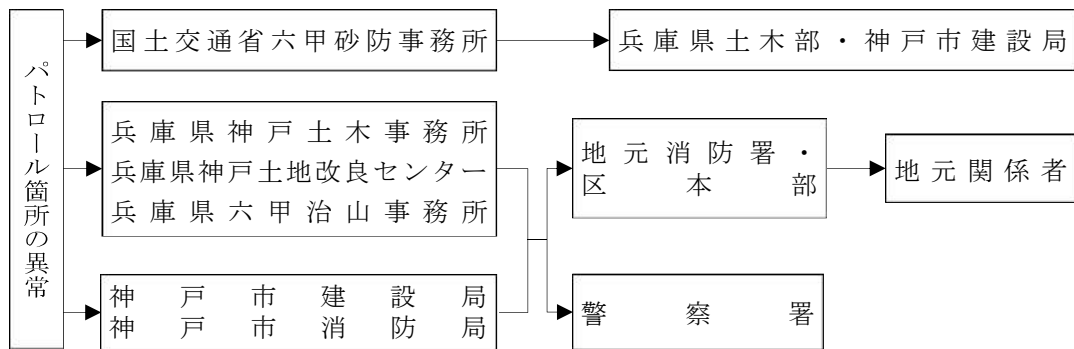 パトロール箇所の異常
国土交通省六甲砂防事務所
兵庫県土木部・神戸市建設局
兵庫県神戸土木事務所
兵庫県神戸土地改良センター
兵庫県六甲治山事務所
地元消防署・
区本部
地元関係者
神戸市建設局
神戸市消防局
警察署